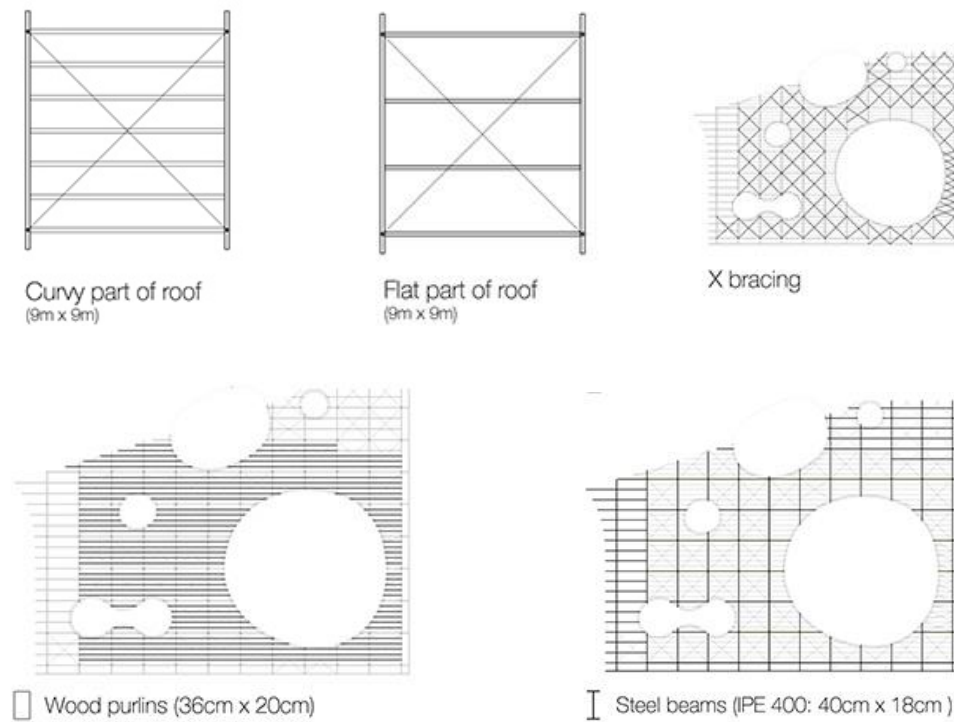 Curvy part of roof
(9m x 9m)
Flat part of roof
(9m x 9m)
X bracing
Wood purlins (36cm x 20cm)
Steel beams (IPE 400: 40cm x 18cm )